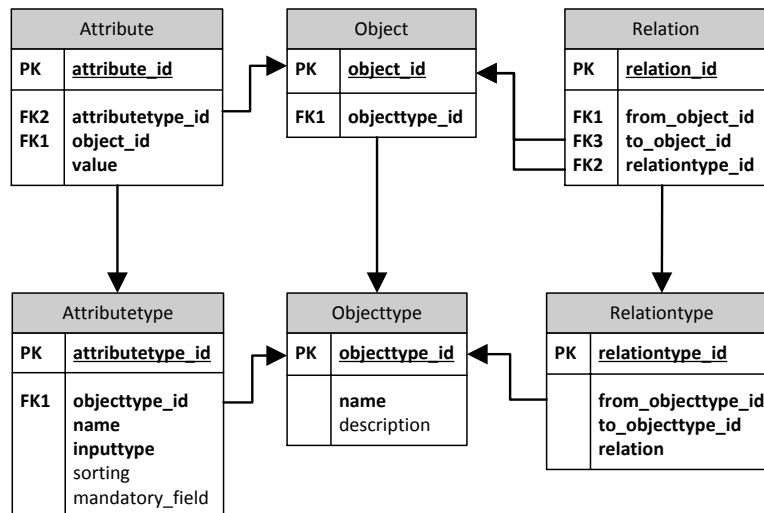 Attribute
PK attribute_id
FK2 attributetype_id
FK1 object_id
value
Object
PK object_id
FK1 objecttype_id
Relation
PK relation_id
FK1 from_object_id
FK3 to_object_id
FK2 relationtype_id
Attributetype
PK attributetype_id
FK1 objecttype_id
name
inputtype
sorting
mandatory_field
Objecttype
PK objecttype_id
name
description
Relationtype
PK relationtype_id
from_objecttype_id
to_objecttype_id
relation